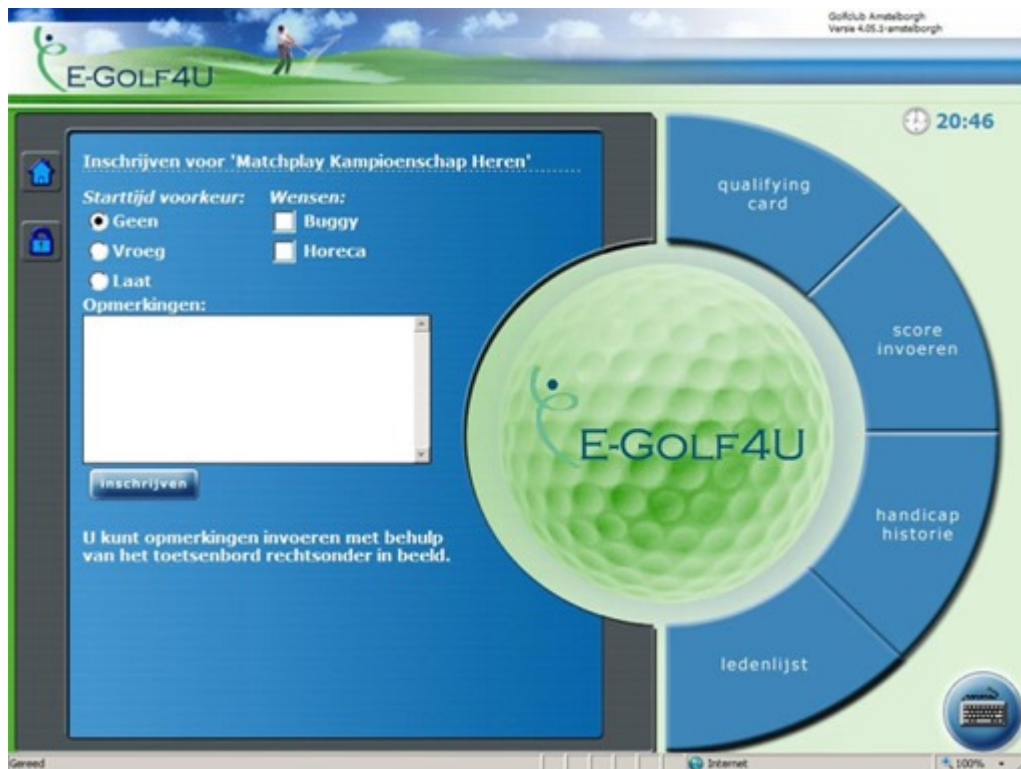 Golfclub Amstelborgh
Versie 4.05.1-amstelborgh
E-GOLF4U
20:46
Inschrijven voor 'Matchplay Kampioenschap Heren'
Starttijd voorkeur: Wensen:
Geen Buggy
Vroeg Horeca
Laat
Opmerkingen:
inschrijven
U kunt opmerkingen invoeren met behulp
van het toetsenbord rechtsonder in beeld.
qualifying
card
score
invoeren
E-GOLF4U
handicap
historie
ledenlijst
Gereed Internet 100%